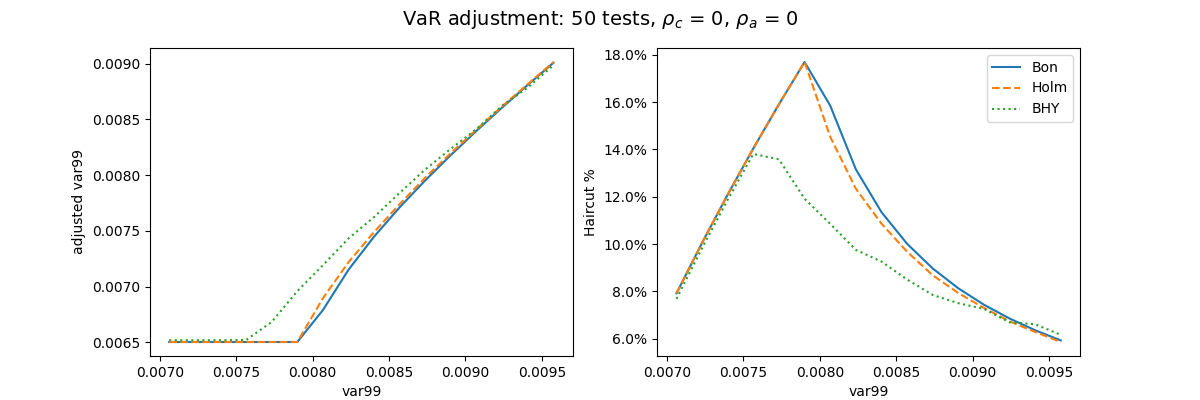 VaR adjustment: 50 tests, ρc = 0, ρa = 0
0.0090
0.0085
0.0080
0.0075
0.0070
0.0065
adjusted var99
0.0070 0.0075 0.0080 0.0085 0.0090 0.0095
var99
18.0%
16.0%
14.0%
12.0%
10.0%
8.0%
6.0%
Haircut %
Bon
Holm
BHY
0.0070 0.0075 0.0080 0.0085 0.0090 0.0095
var99